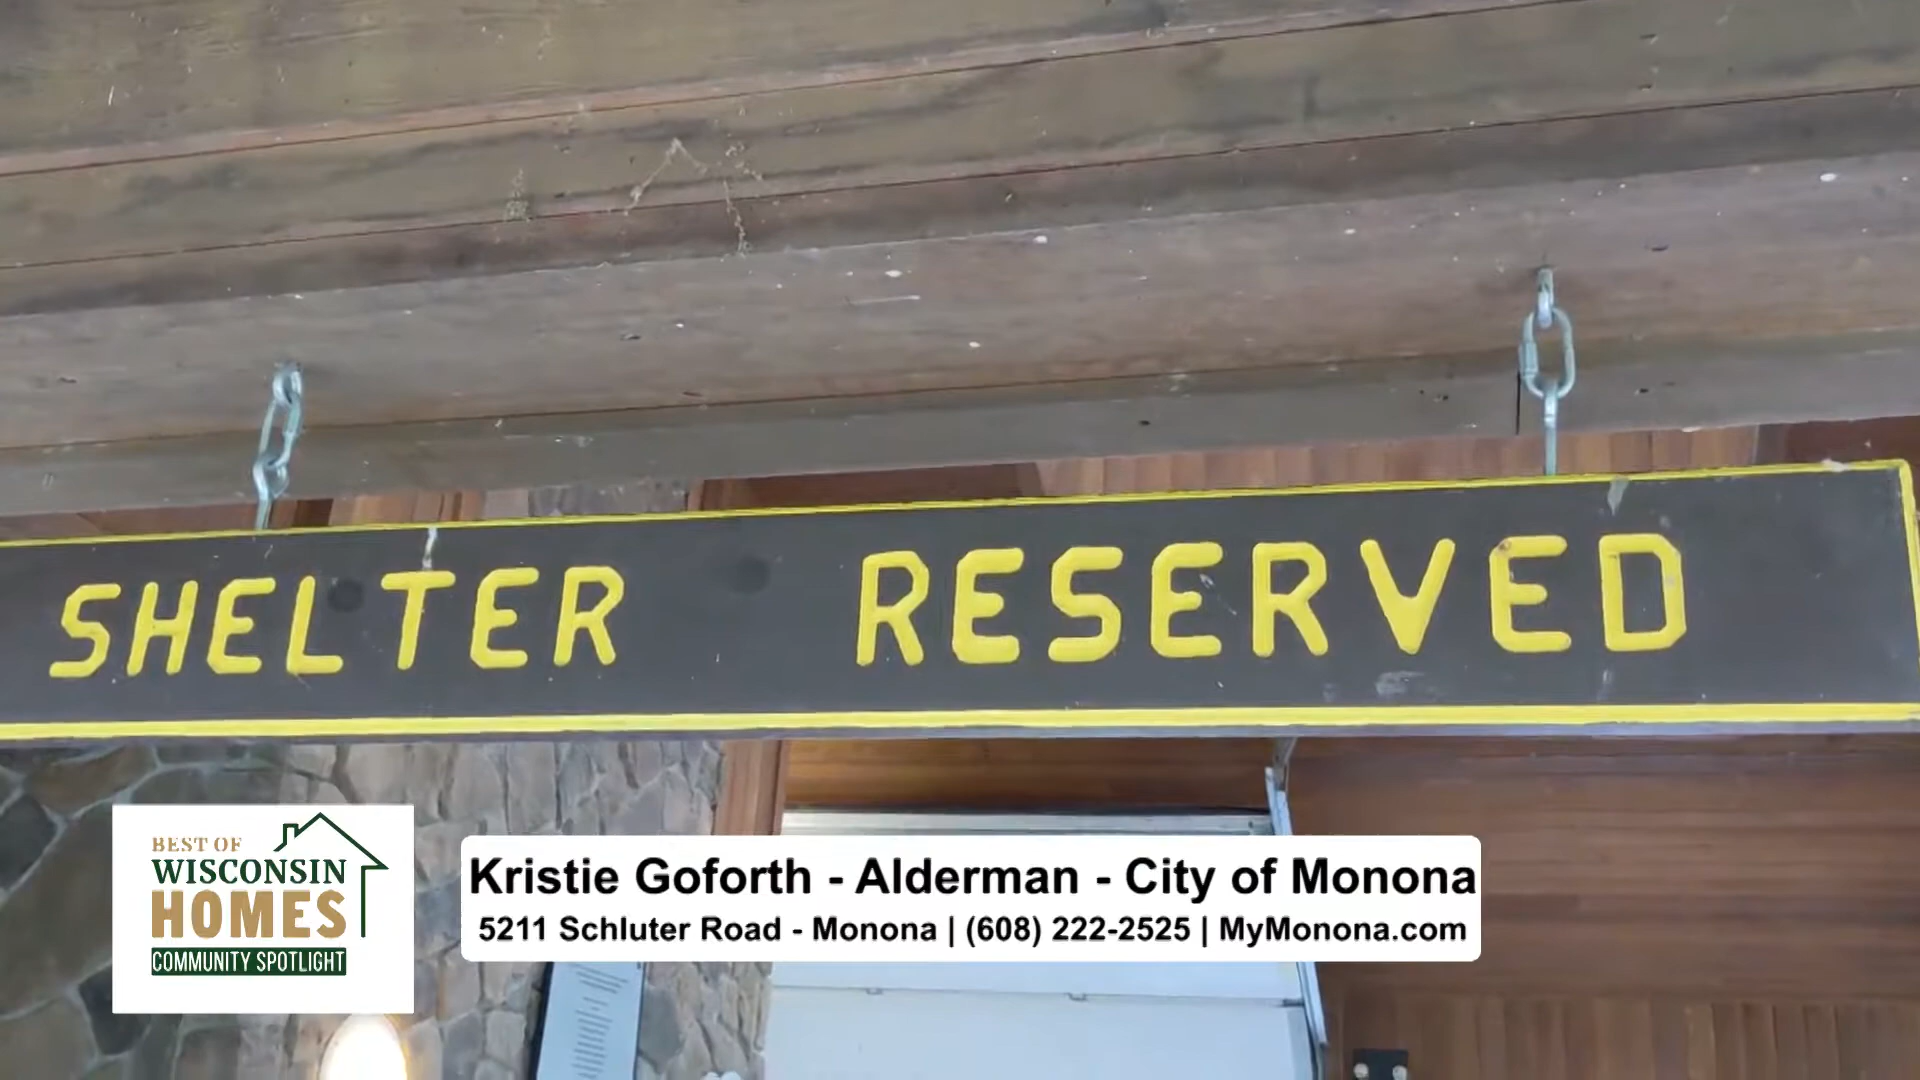 SHELTER RESERVED
BEST OF
WISCONSIN
HOMES
COMMUNITY SPOTLIGHT
Kristie Goforth - Alderman - City of Monona
5211 Schluter Road - Monona | (608) 222-2525 | MyMonona.com